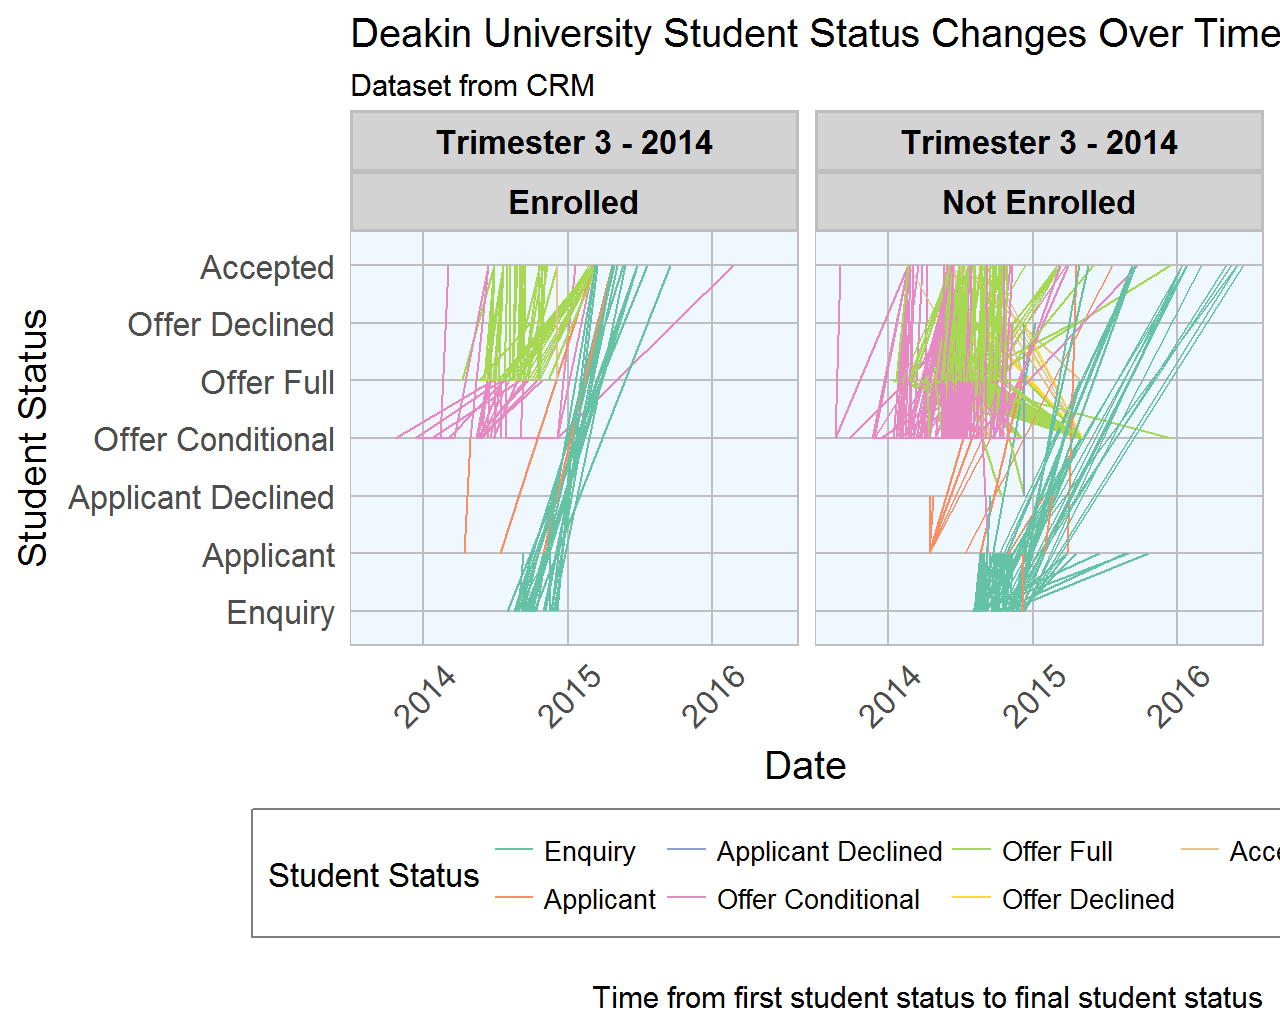 Deakin University Student Status Changes Over Time
Dataset from CRM
Trimester 3 - 2014
Trimester 3 - 2014
Enrolled
Not Enrolled
Student Status
Accepted
Offer Declined
Offer Full
Offer Conditional
Applicant Declined
Applicant
Enquiry
2014
2015
2016
2014
2015
2016
Date
Student Status
Enquiry
Applicant Declined
Offer Full
Applicant
Offer Conditional
Offer Declined
Time from first student status to final student status